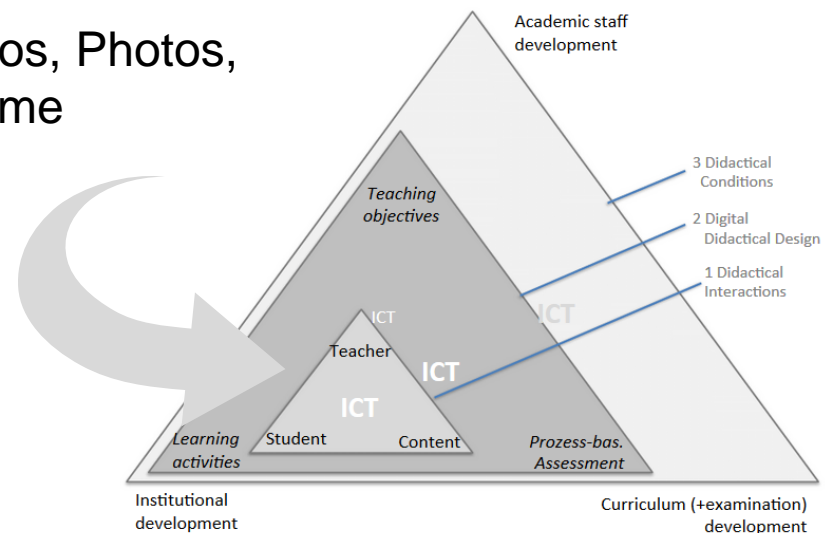 os, Photos,
me
Academic staff
development
3 Didactical
Conditions
2 Digital
Didactical Design
1 Didactical
Interactions
Teaching
objectives
ICT
ICT
Teacher
ICT
ICT
Student
Content
Learning
activities
Prozess-bas.
Assessment
Institutional
development
Curriculum (+examination)
development